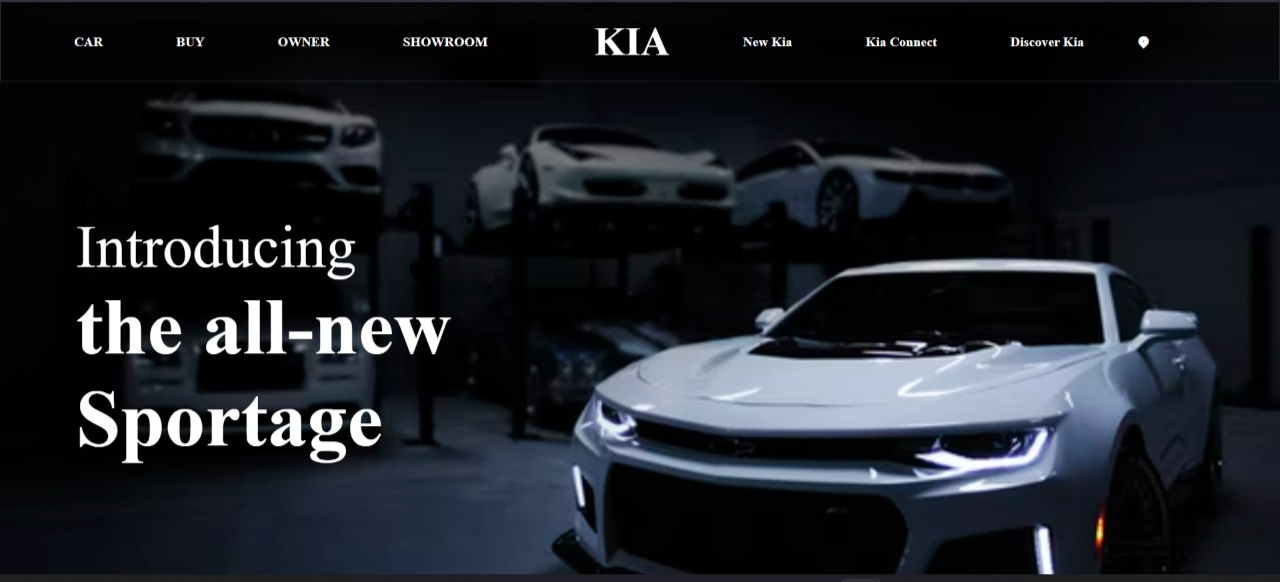 CAR BUY OWNER SHOWROOM KIA New Kia Kia Connect Discover Kia
Introducing
the all-new
Sportage